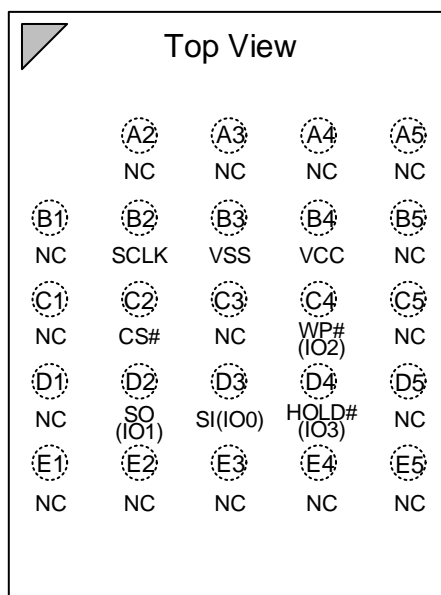 Top View
A2 A3 A4 A5
NC NC NC NC
B1 B2 B3 B4 B5
NC SCLK VSS VCC NC
C1 C2 C3 C4 C5
NC CS# NC WP# NC
(IO2)
D1 D2 D3 D4 D5
NC SO SI(IO0) HOLD# NC
(IO1) (IO3)
E1 E2 E3 E4 E5
NC NC NC NC NC